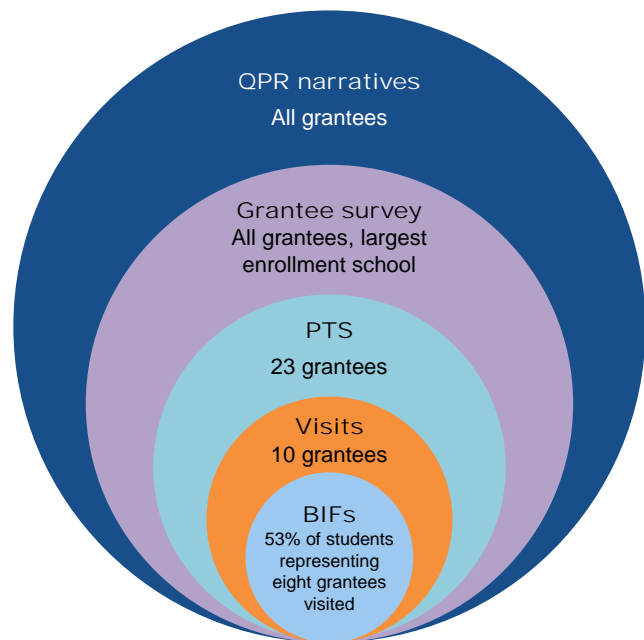 QPR narratives
All grantees
Grantee survey
All grantees, largest
enrollment school
PTS
23 grantees
Visits
10 grantees
BIFs
53% of students
representing
eight grantees
visited